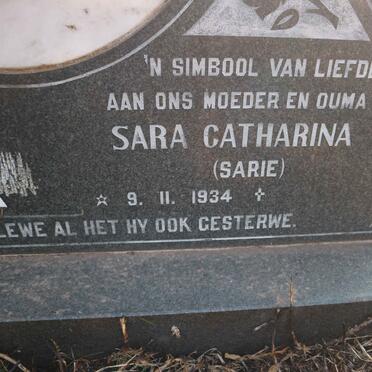 'N SIMBOOL VAN LIEFDE
AAN ONS MOEDER EN OUMA
SARA CATHARINA
(SARIE)
☆ 9. 11. 1934 ✝
LEWE AL HET HY OOK GESTERWE.